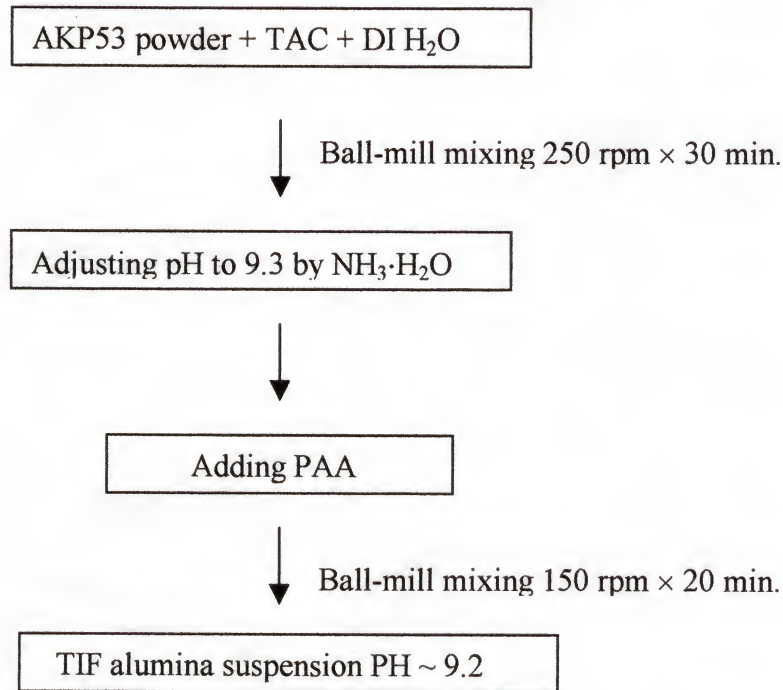 AKP53 powder + TAC + DI H₂O
Ball-mill mixing 250 rpm × 30 min.
Adjusting pH to 9.3 by NH₃·H₂O
Adding PAA
Ball-mill mixing 150 rpm × 20 min.
TIF alumina suspension PH ~ 9.2